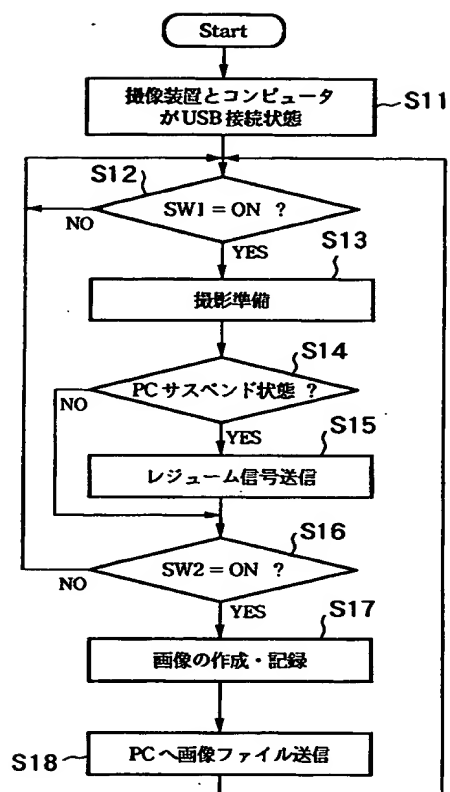 Start
撮像装置とコンピュータ
がUSB接続状態
S11
S12
SW1 = ON ?
NO
YES
S13
撮影準備
S14
PCサスペンド状態 ?
NO
YES
S15
レジューム信号送信
S16
SW2 = ON ?
NO
YES
S17
画像の作成・記録
S18
PCへ画像ファイル送信